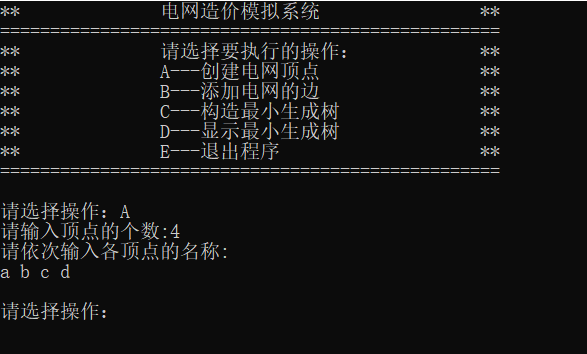 **              电网造价模拟系统                **
==================================================
**              请选择要执行的操作:             **
**              A---创建电网顶点                **
**              B---添加电网的边                **
**              C---构造最小生成树              **
**              D---显示最小生成树              **
**              E---退出程序                    **
==================================================
请选择操作：A
请输入顶点的个数:4
请依次输入各顶点的名称:
a b c d
请选择操作：